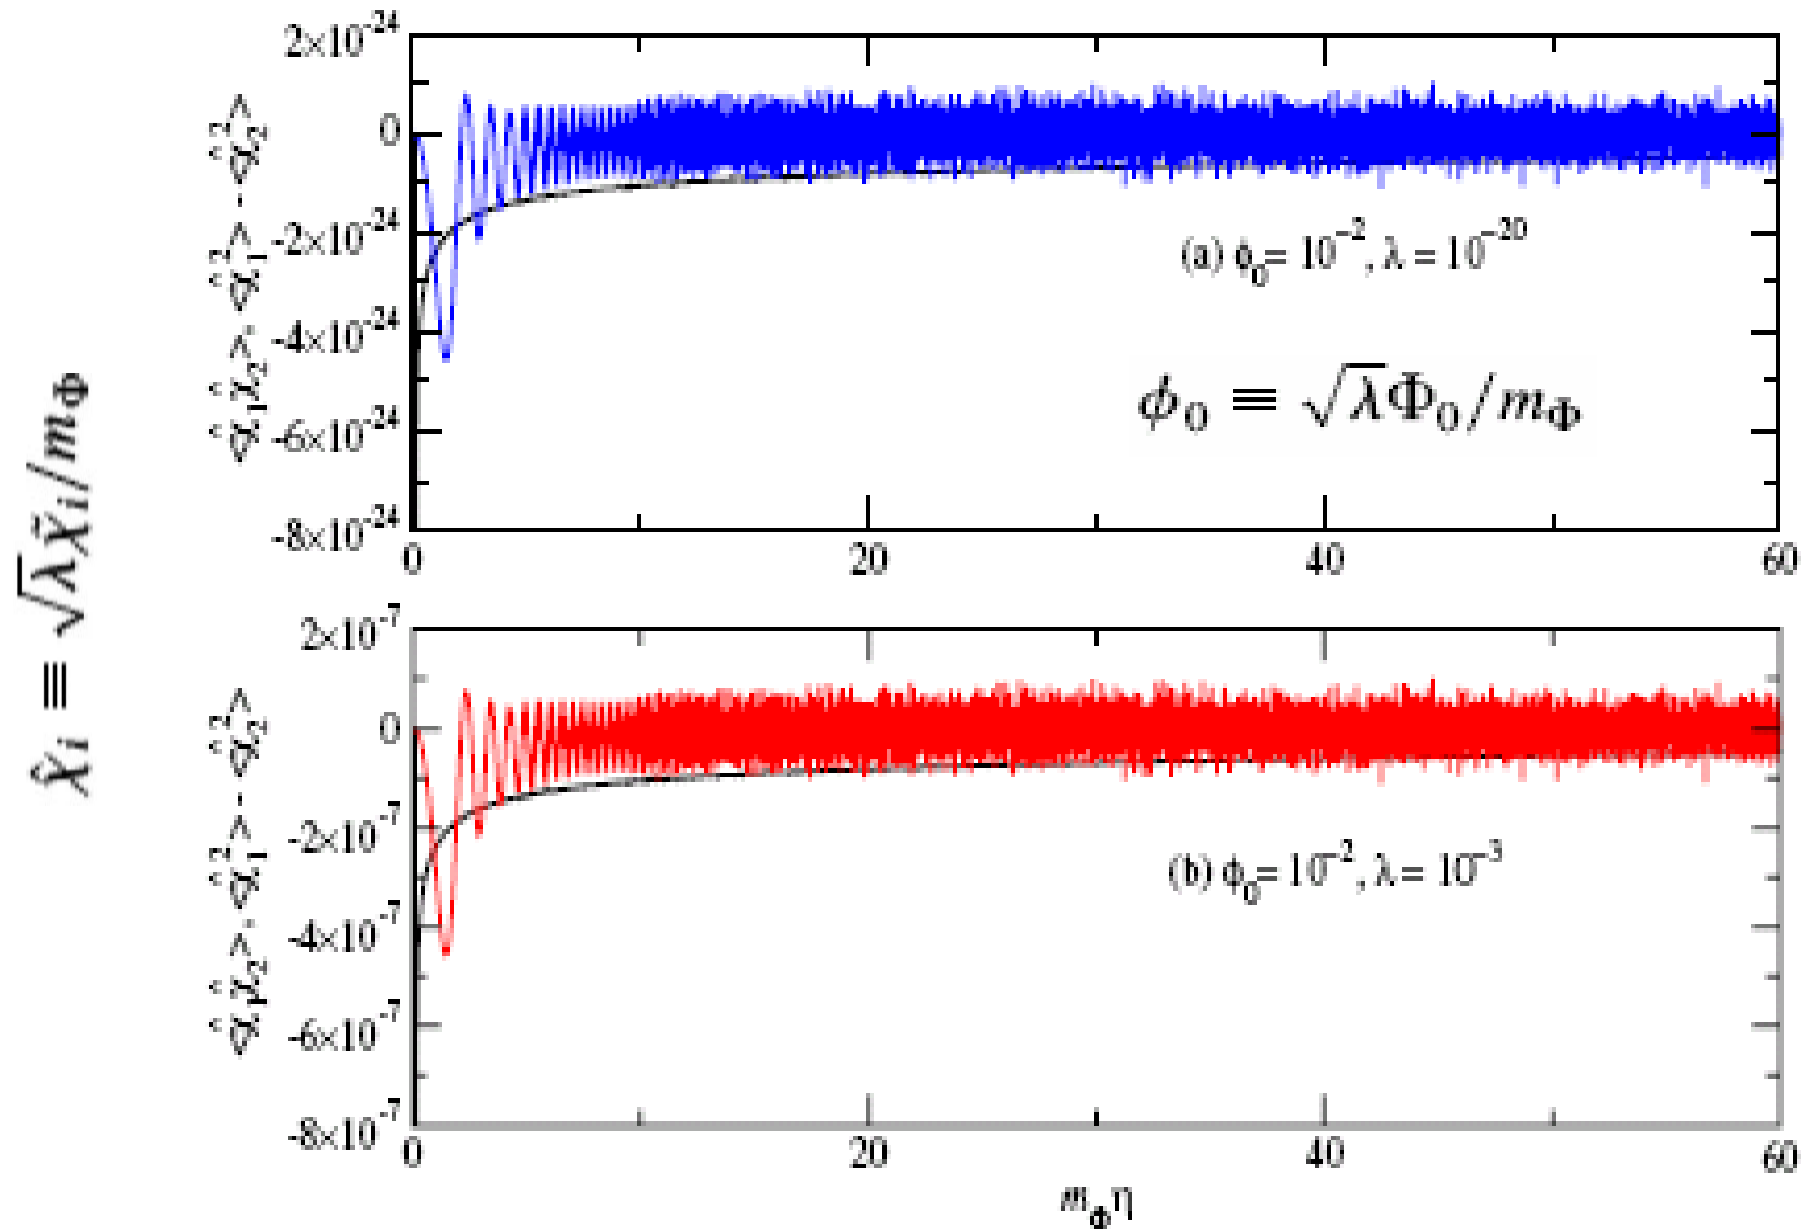 χ̂ᵢ ≡ √λ χ̃ᵢ/m_Φ
<χ̂₁χ̂₂>, <χ̂₁²> - <χ̂₂²>
2×10⁻²⁴
0
-2×10⁻²⁴
-4×10⁻²⁴
-6×10⁻²⁴
-8×10⁻²⁴
(a) ϕ₀= 10⁻², λ = 10⁻²⁰
ϕ₀ ≡ √λ Φ₀/m_Φ
0 20 40 60
<χ̂₁χ̂₂>, <χ̂₁²> - <χ̂₂²>
2×10⁻⁷
0
-2×10⁻⁷
-4×10⁻⁷
-6×10⁻⁷
-8×10⁻⁷
(b) ϕ₀= 10⁻², λ = 10⁻³
0 20 40 60
m_Φ η